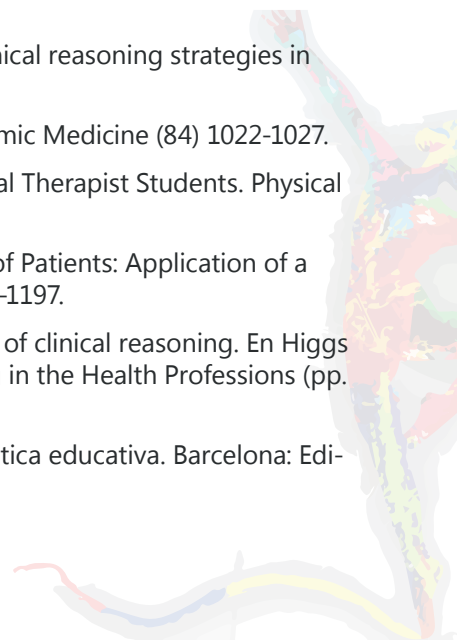 ical reasoning strategies in
mic Medicine (84) 1022-1027.
al Therapist Students. Physical
of Patients: Application of a
-1197.
of clinical reasoning. En Higgs
in the Health Professions (pp.
tica educativa. Barcelona: Edi-